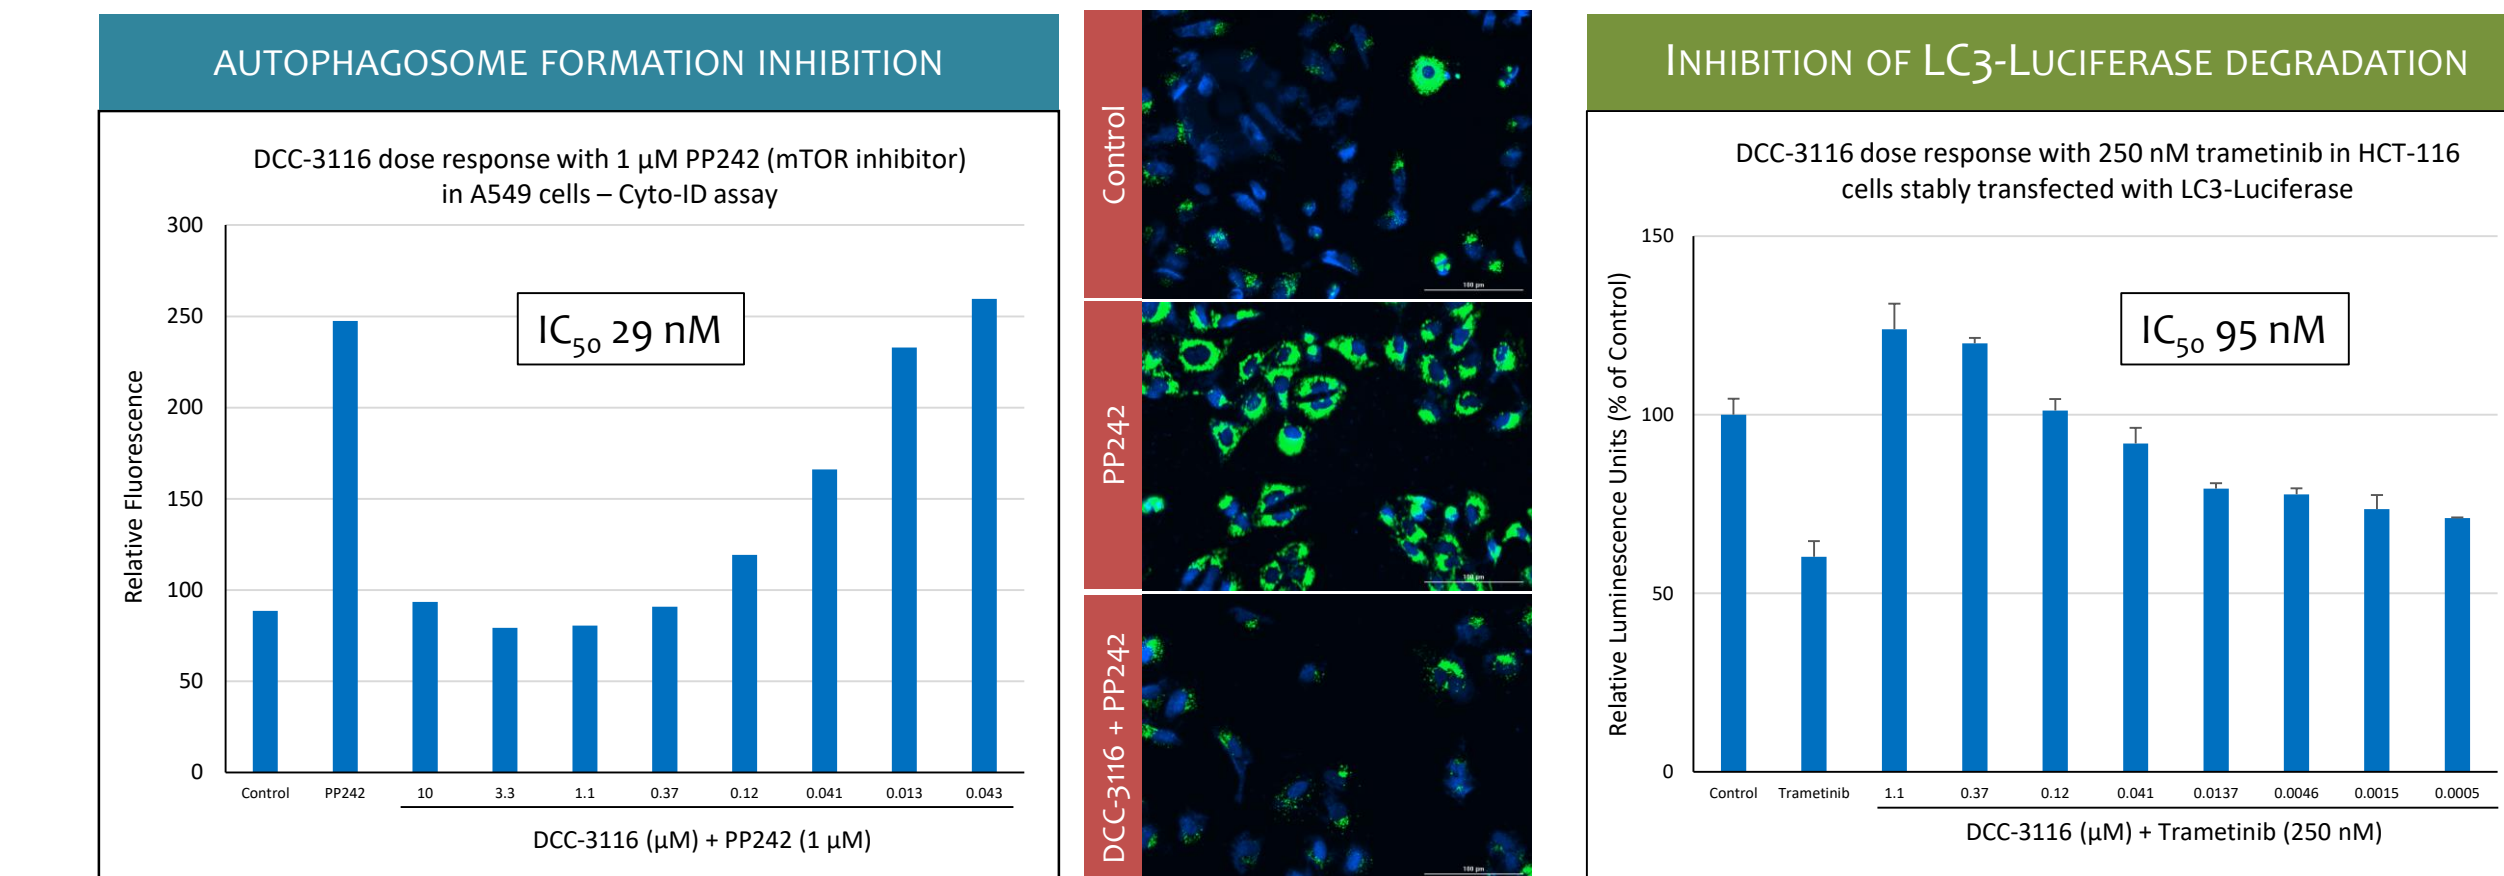 AUTOPHAGOSOME FORMATION INHIBITION
DCC-3116 dose response with 1 µM PP242 (mTOR inhibitor)
in A549 cells – Cyto-ID assay
Relative Fluorescence
300
250
200
150
100
50
0
IC50 29 nM
Control PP242 10 3.3 1.1 0.37 0.12 0.041 0.013 0.043
DCC-3116 (µM) + PP242 (1 µM)
Control
100 µm
PP242
100 µm
DCC-3116 + PP242
100 µm
INHIBITION OF LC3-LUCIFERASE DEGRADATION
DCC-3116 dose response with 250 nM trametinib in HCT-116
cells stably transfected with LC3-Luciferase
Relative Luminescence Units (% of Control)
150
100
50
0
IC50 95 nM
Control Trametinib 1.1 0.37 0.12 0.041 0.0137 0.0046 0.0015 0.0005
DCC-3116 (µM) + Trametinib (250 nM)